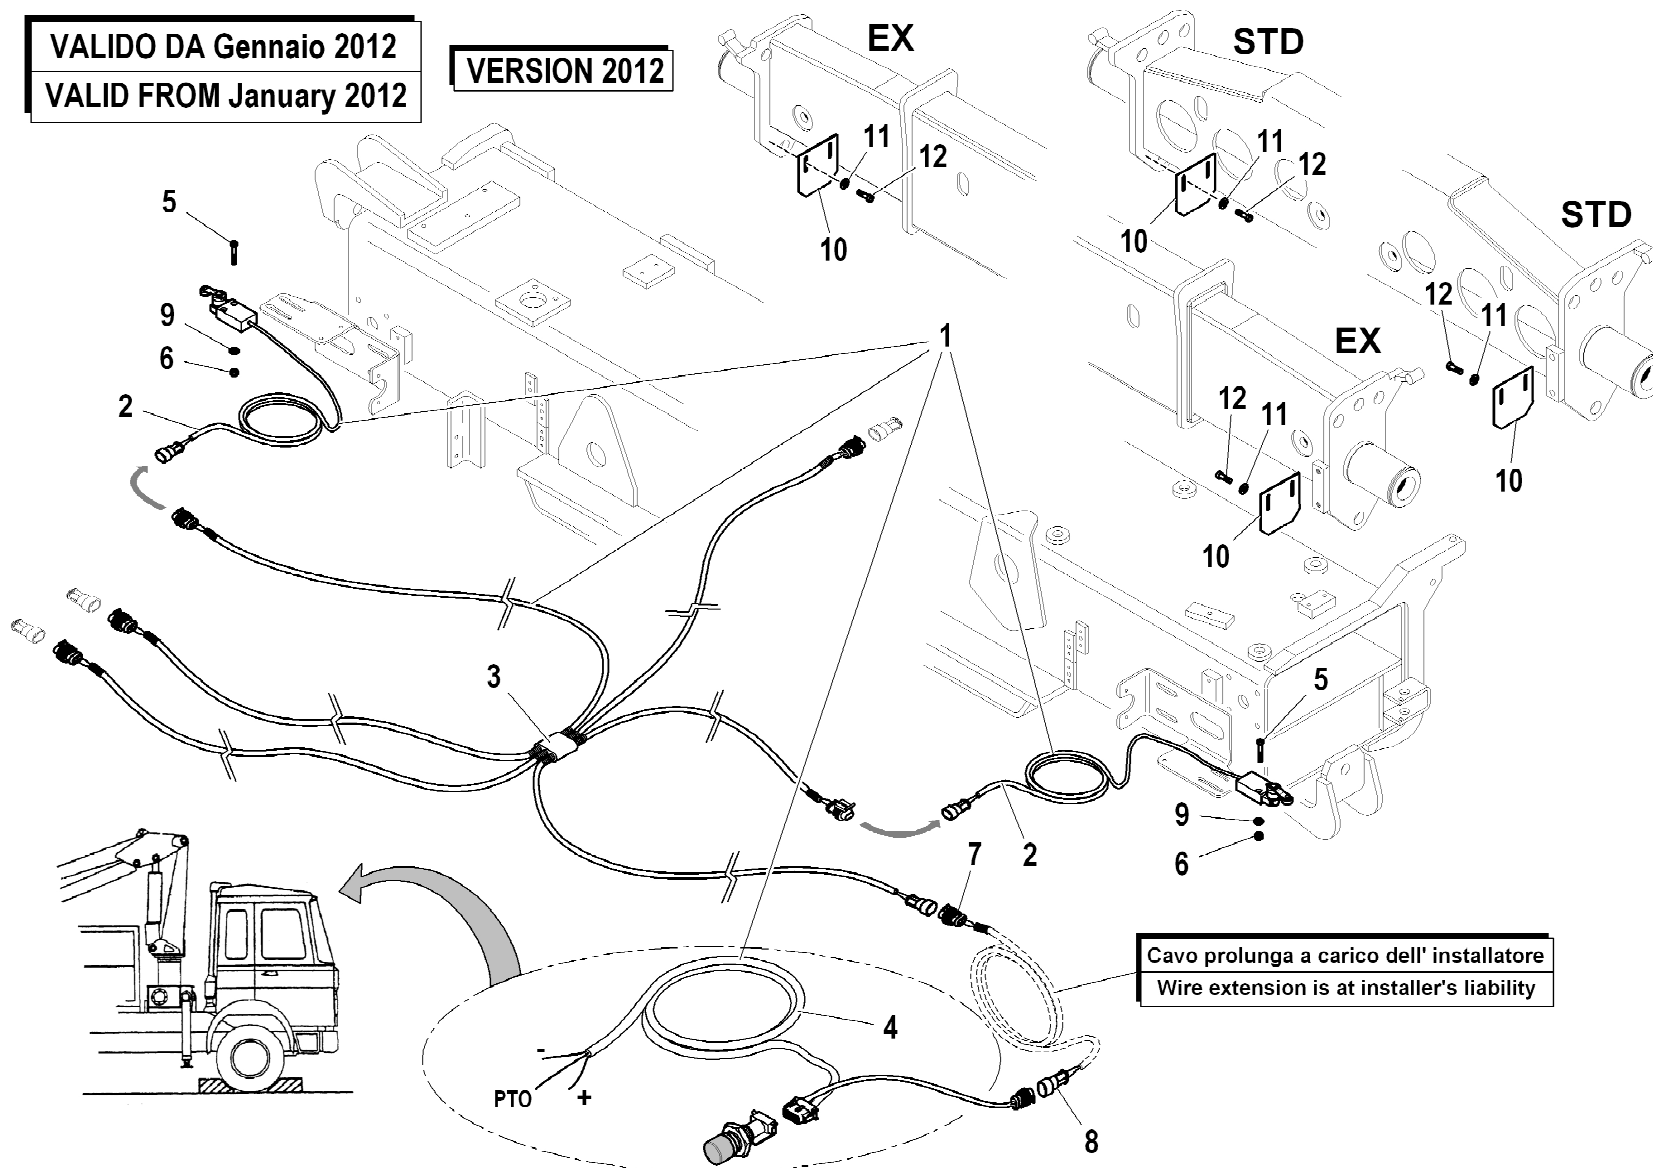 VALIDO DA Gennaio 2012
VALID FROM January 2012
VERSION 2012
EX
STD
11
12
10
11
12
10
STD
5
9
6
2
1
12
11
10
EX
12
11
10
3
5
9
6
7
2
Cavo prolunga a carico dell' installatore
Wire extension is at installer's liability
4
-
PTO
+
8